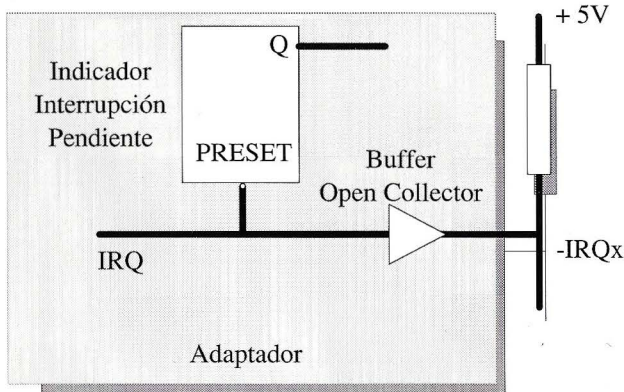 + 5V
Q
Indicador
Interrupción
Pendiente
PRESET
Buffer
Open Collector
IRQ
-IRQx
Adaptador